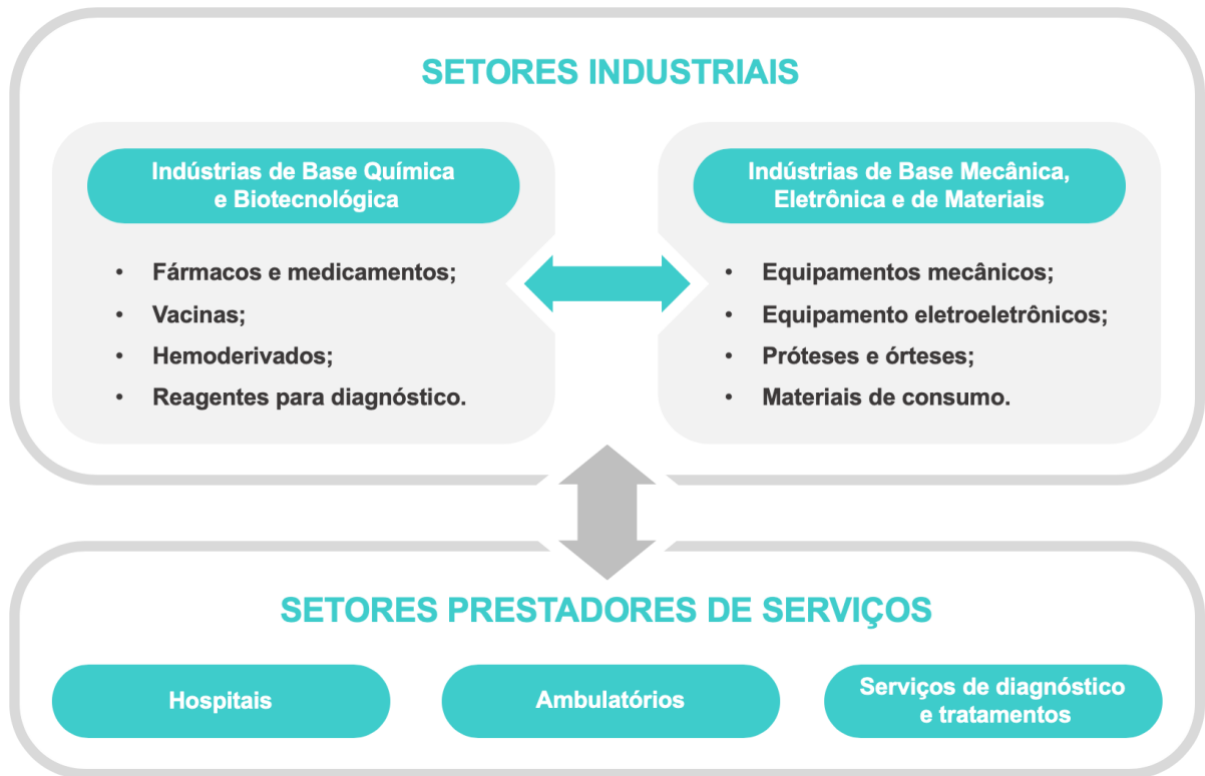 SETORES INDUSTRIAIS
Indústrias de Base Química
e Biotecnológica
• Fármacos e medicamentos;
• Vacinas;
• Hemoderivados;
• Reagentes para diagnóstico.
Indústrias de Base Mecânica,
Eletrônica e de Materiais
• Equipamentos mecânicos;
• Equipamento eletroeletrônicos;
• Próteses e órteses;
• Materiais de consumo.
SETORES PRESTADORES DE SERVIÇOS
Hospitais
Ambulatórios
Serviços de diagnóstico
e tratamentos